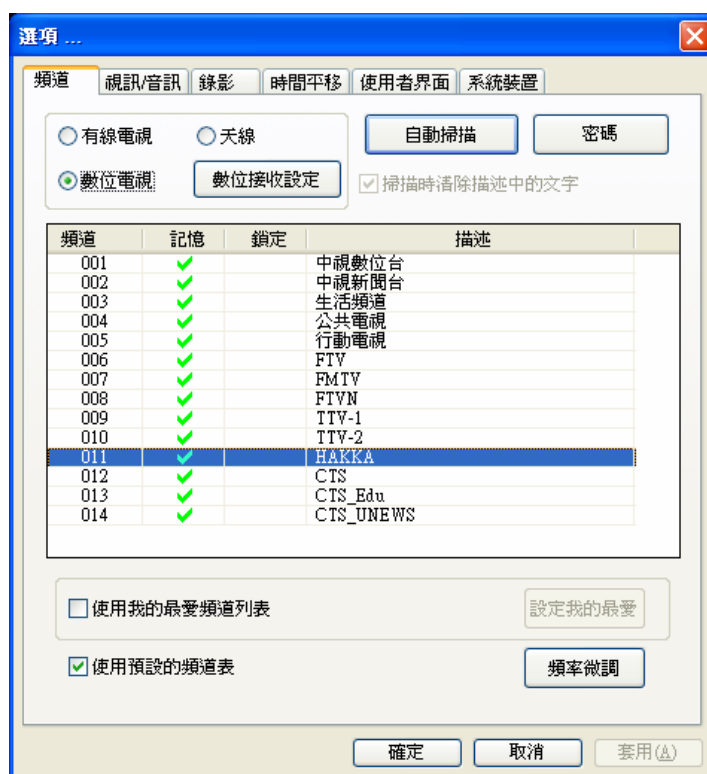 選項 ...
頻道 視訊/音訊 錄影 時間平移 使用者界面 系統裝置
有線電視 天線 自動掃描 密碼
數位電視 數位接收設定 掃描時清除描述中的文字
頻道 記憶 鎖定 描述
001 中視數位台
002 中視新聞台
003 生活頻道
004 公共電視
005 行動電視
006 FTV
007 FMTV
008 FTVN
009 TTV-1
010 TTV-2
011 HAKKA
012 CTS
013 CTS_Edu
014 CTS_UNEWS
使用我的最愛頻道列表 設定我的最愛
使用預設的頻道表 頻率微調
確定 取消 套用(A)